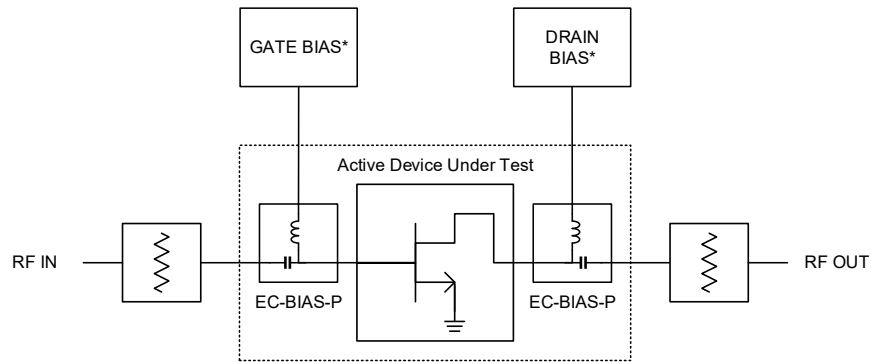 GATE BIAS*
DRAIN
BIAS*
Active Device Under Test
RF IN
RF OUT
EC-BIAS-P
EC-BIAS-P